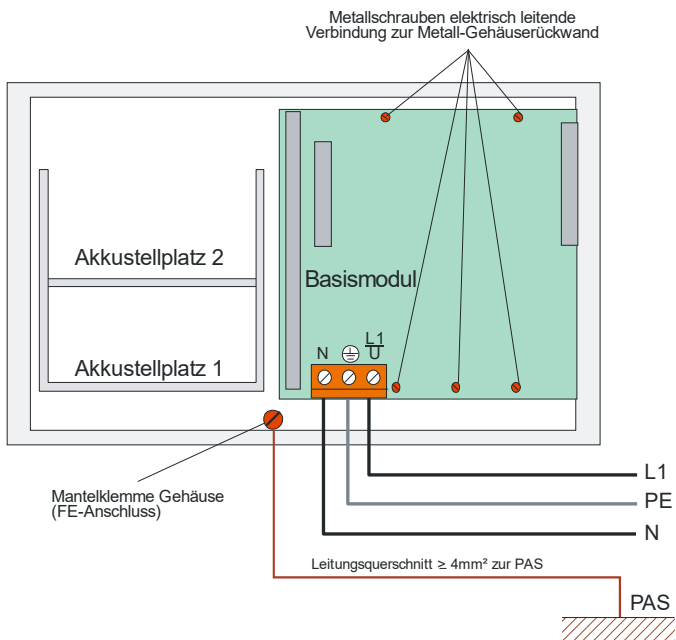 Metallschrauben elektrisch leitende
Verbindung zur Metall-Gehäuserückwand
Akkustellplatz 2
Basismodul
Akkustellplatz 1
N
L1
U
Mantelklemme Gehäuse
(FE-Anschluss)
L1
PE
N
Leitungsquerschnitt ≥ 4mm² zur PAS
PAS